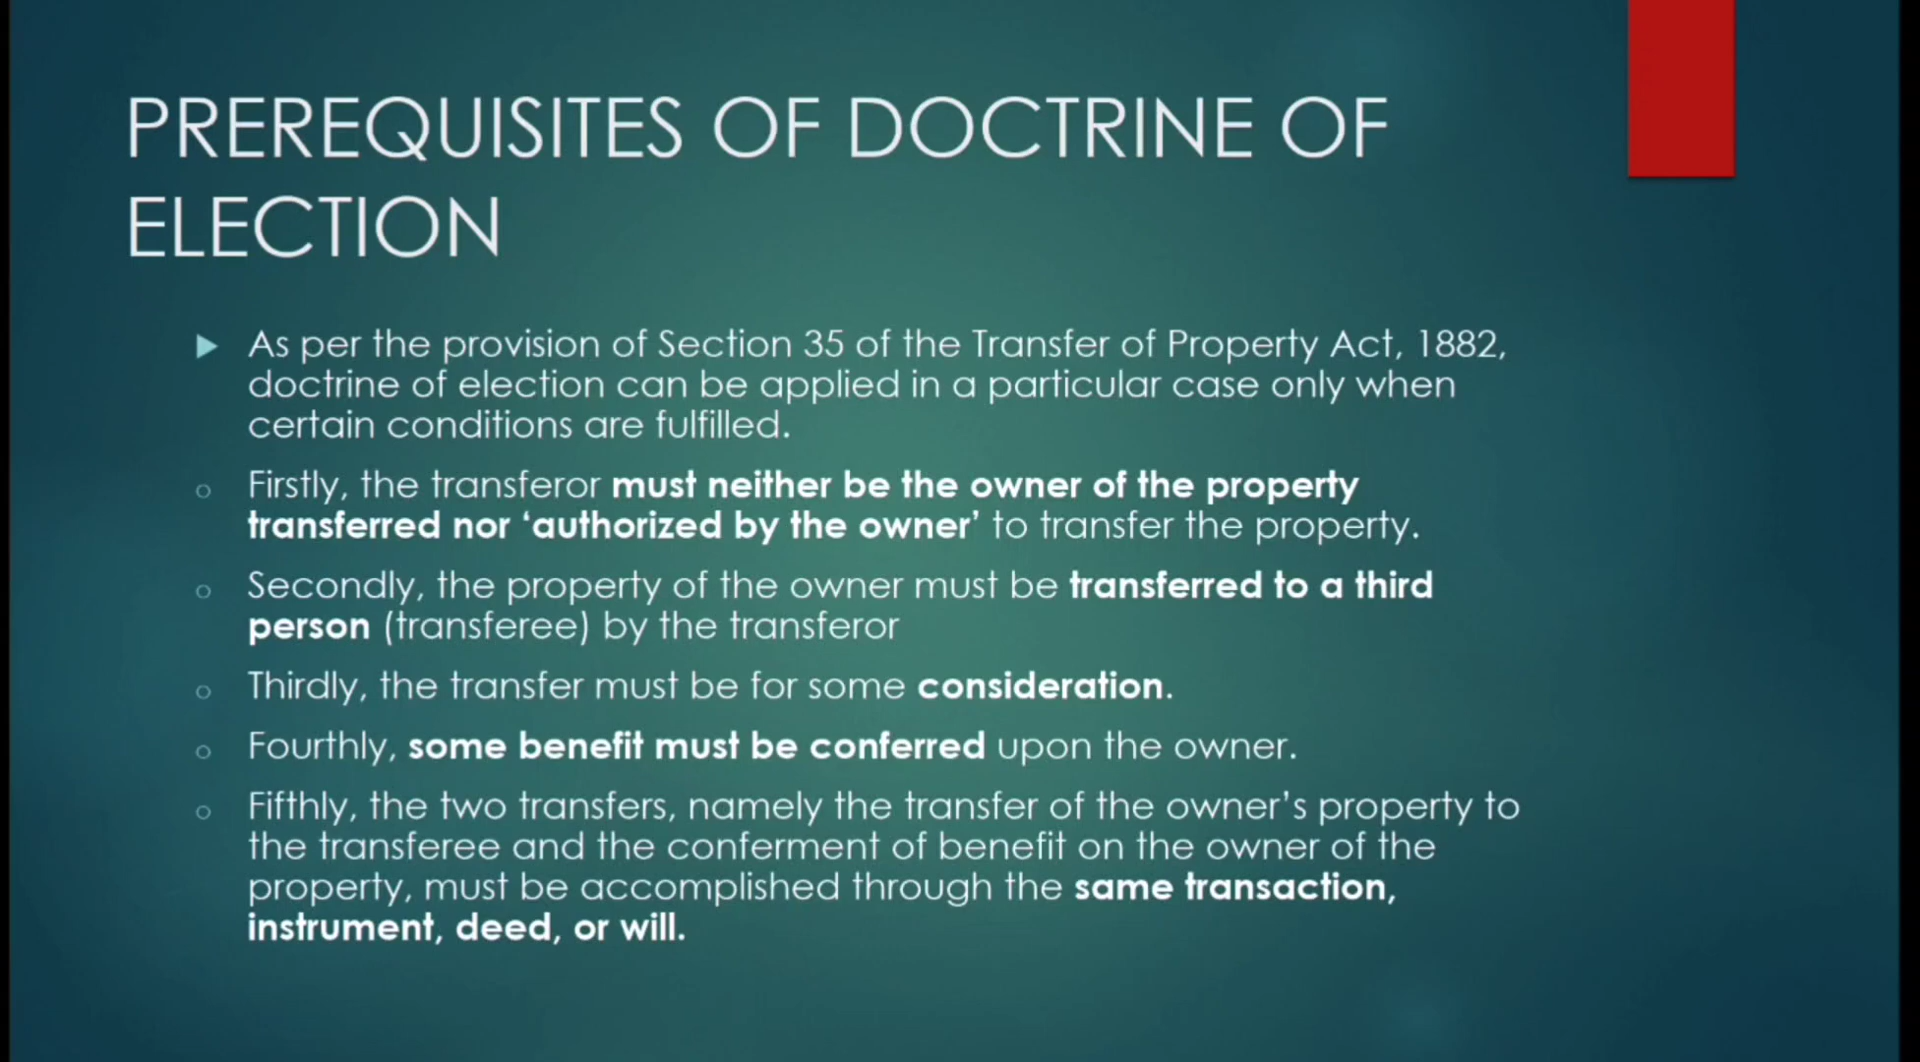 PREREQUISITES OF DOCTRINE OF
ELECTION
As per the provision of Section 35 of the Transfer of Property Act, 1882,
doctrine of election can be applied in a particular case only when
certain conditions are fulfilled.
Firstly, the transferor must neither be the owner of the property
transferred nor ‘authorized by the owner’ to transfer the property.
Secondly, the property of the owner must be transferred to a third
person (transferee) by the transferor
Thirdly, the transfer must be for some consideration.
Fourthly, some benefit must be conferred upon the owner.
Fifthly, the two transfers, namely the transfer of the owner’s property to
the transferee and the conferment of benefit on the owner of the
property, must be accomplished through the same transaction,
instrument, deed, or will.